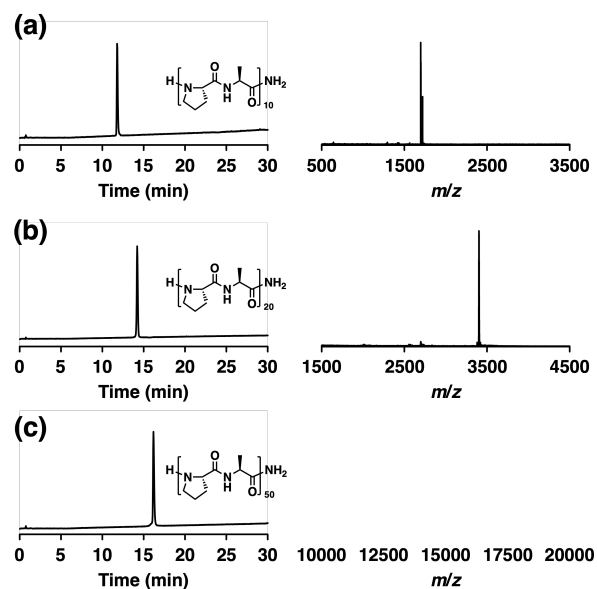 (a)
H N O N H O NH2 10
0 5 10 15 20 25 30
Time (min)
500 1500 2500 3500
m/z
(b)
H N O N H O NH2 20
0 5 10 15 20 25 30
Time (min)
1500 2500 3500 4500
m/z
(c)
H N O N H O NH2 50
0 5 10 15 20 25 30
Time (min)
10000 12500 15000 17500 20000
m/z